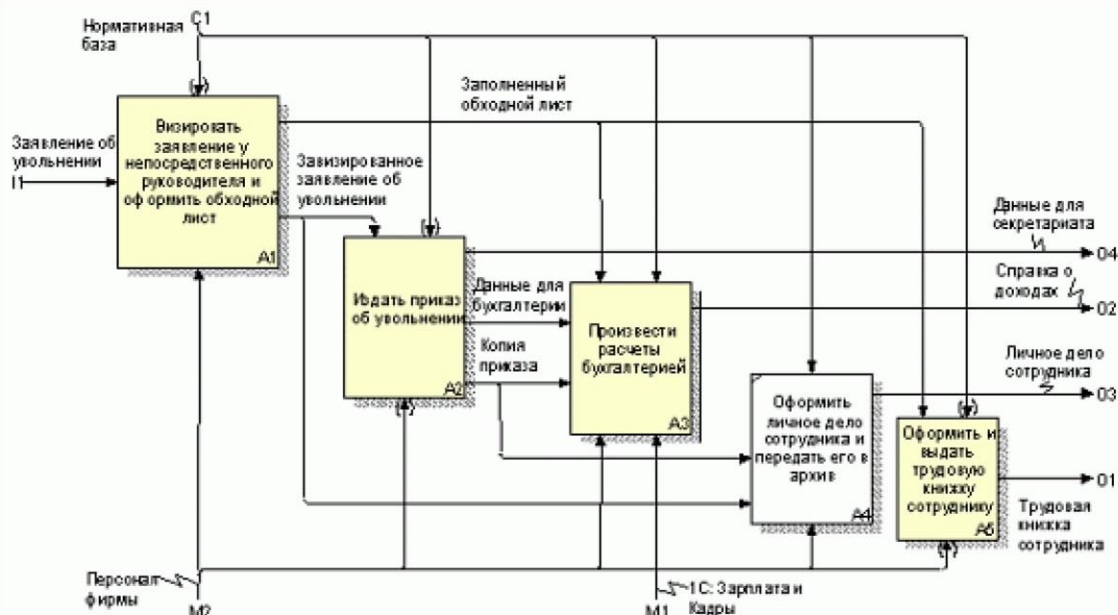 C1
Нормативная
база
Заявление об
увольнении
I1
Визировать
заявление у
непосредственного
руководителя и
оформить обходной
лист
A1
Заполненный
обходной лист
Завизированное
заявление об
увольнении
Издать приказ
об увольнении
A2
Данные для
бухгалтерии
Копия
приказа
Произвести
расчеты
бухгалтерией
A3
Оформить
личное дело
сотрудника и
передать его в
архив
A4
Оформить и
выдать
трудовую
книжку
сотруднику
A5
Данные для
секретариата
O4
Справка о
доходах
O2
Личное дело
сотрудника
O3
O1
Трудовая
книжка
сотрудника
Персонал
фирмы
M2
M1
1С: Зарплата и
Кадры